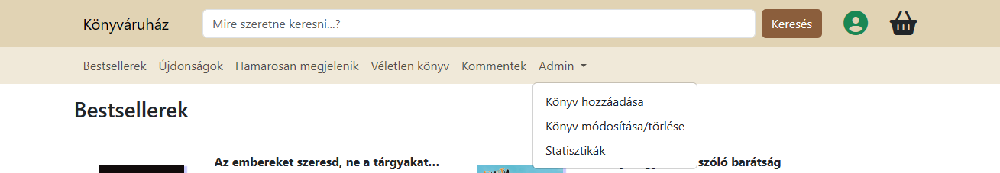 Könyváruház
Mire szeretne keresni...?
Keresés
Bestsellerek Újdonságok Hamarosan megjelenik Véletlen könyv Kommentek Admin
Könyv hozzáadása
Könyv módosítása/törlése
Statisztikák
Bestsellerek
Az embereket szeresd, ne a tárgyakat...
szóló barátság